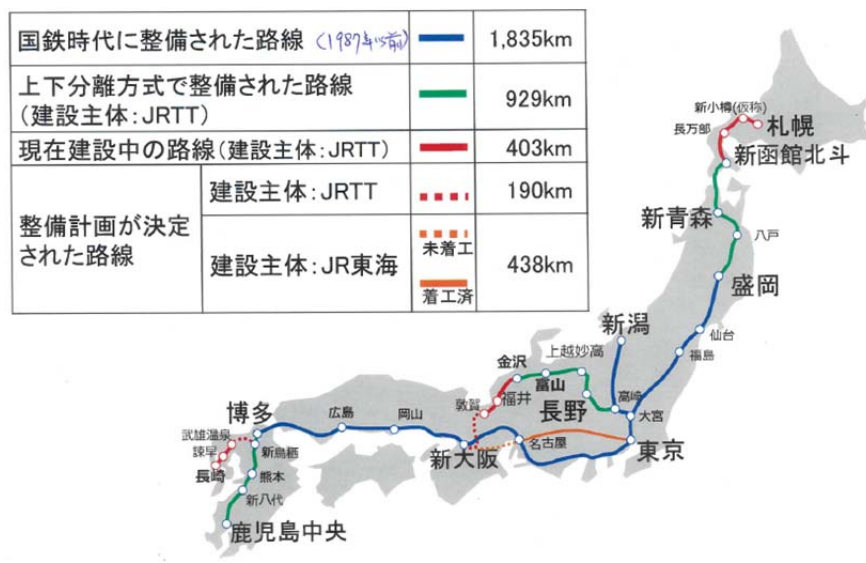 国鉄時代に整備された路線 (1987年以前) 1,835km
上下分離方式で整備された路線
(建設主体:JRTT) 929km
現在建設中の路線(建設主体:JRTT) 403km
整備計画が決定
された路線
建設主体:JRTT 190km
建設主体:JR東海 438km
未着工
着工済
新小樽(仮称)
札幌
長万部
新函館北斗
新青森
八戸
盛岡
新潟
仙台
福島
上越妙高
金沢
富山
福井
敦賀
長野
高崎
大宮
東京
名古屋
新大阪
岡山
広島
博多
武雄温泉
新鳥栖
諫早
長崎
熊本
新八代
鹿児島中央